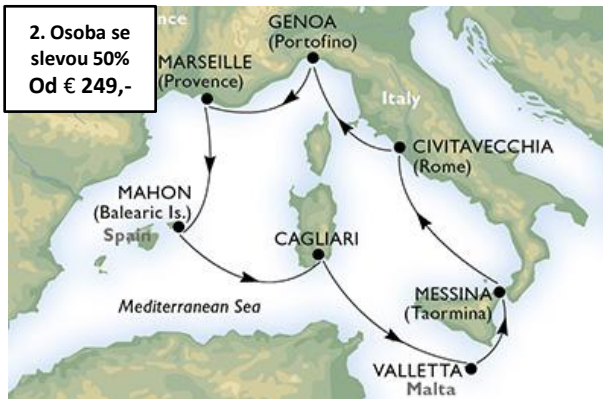 2. Osoba se
slevou 50%
Od € 249,-
nce
GENOA
(Portofino)
MARSEILLE
(Provence)
Italy
CIVITAVECCHIA
(Rome)
MAHON
(Balearic Is.)
Spain
CAGLIARI
MESSINA
(Taormina)
Mediterranean Sea
VALLETTA
Malta